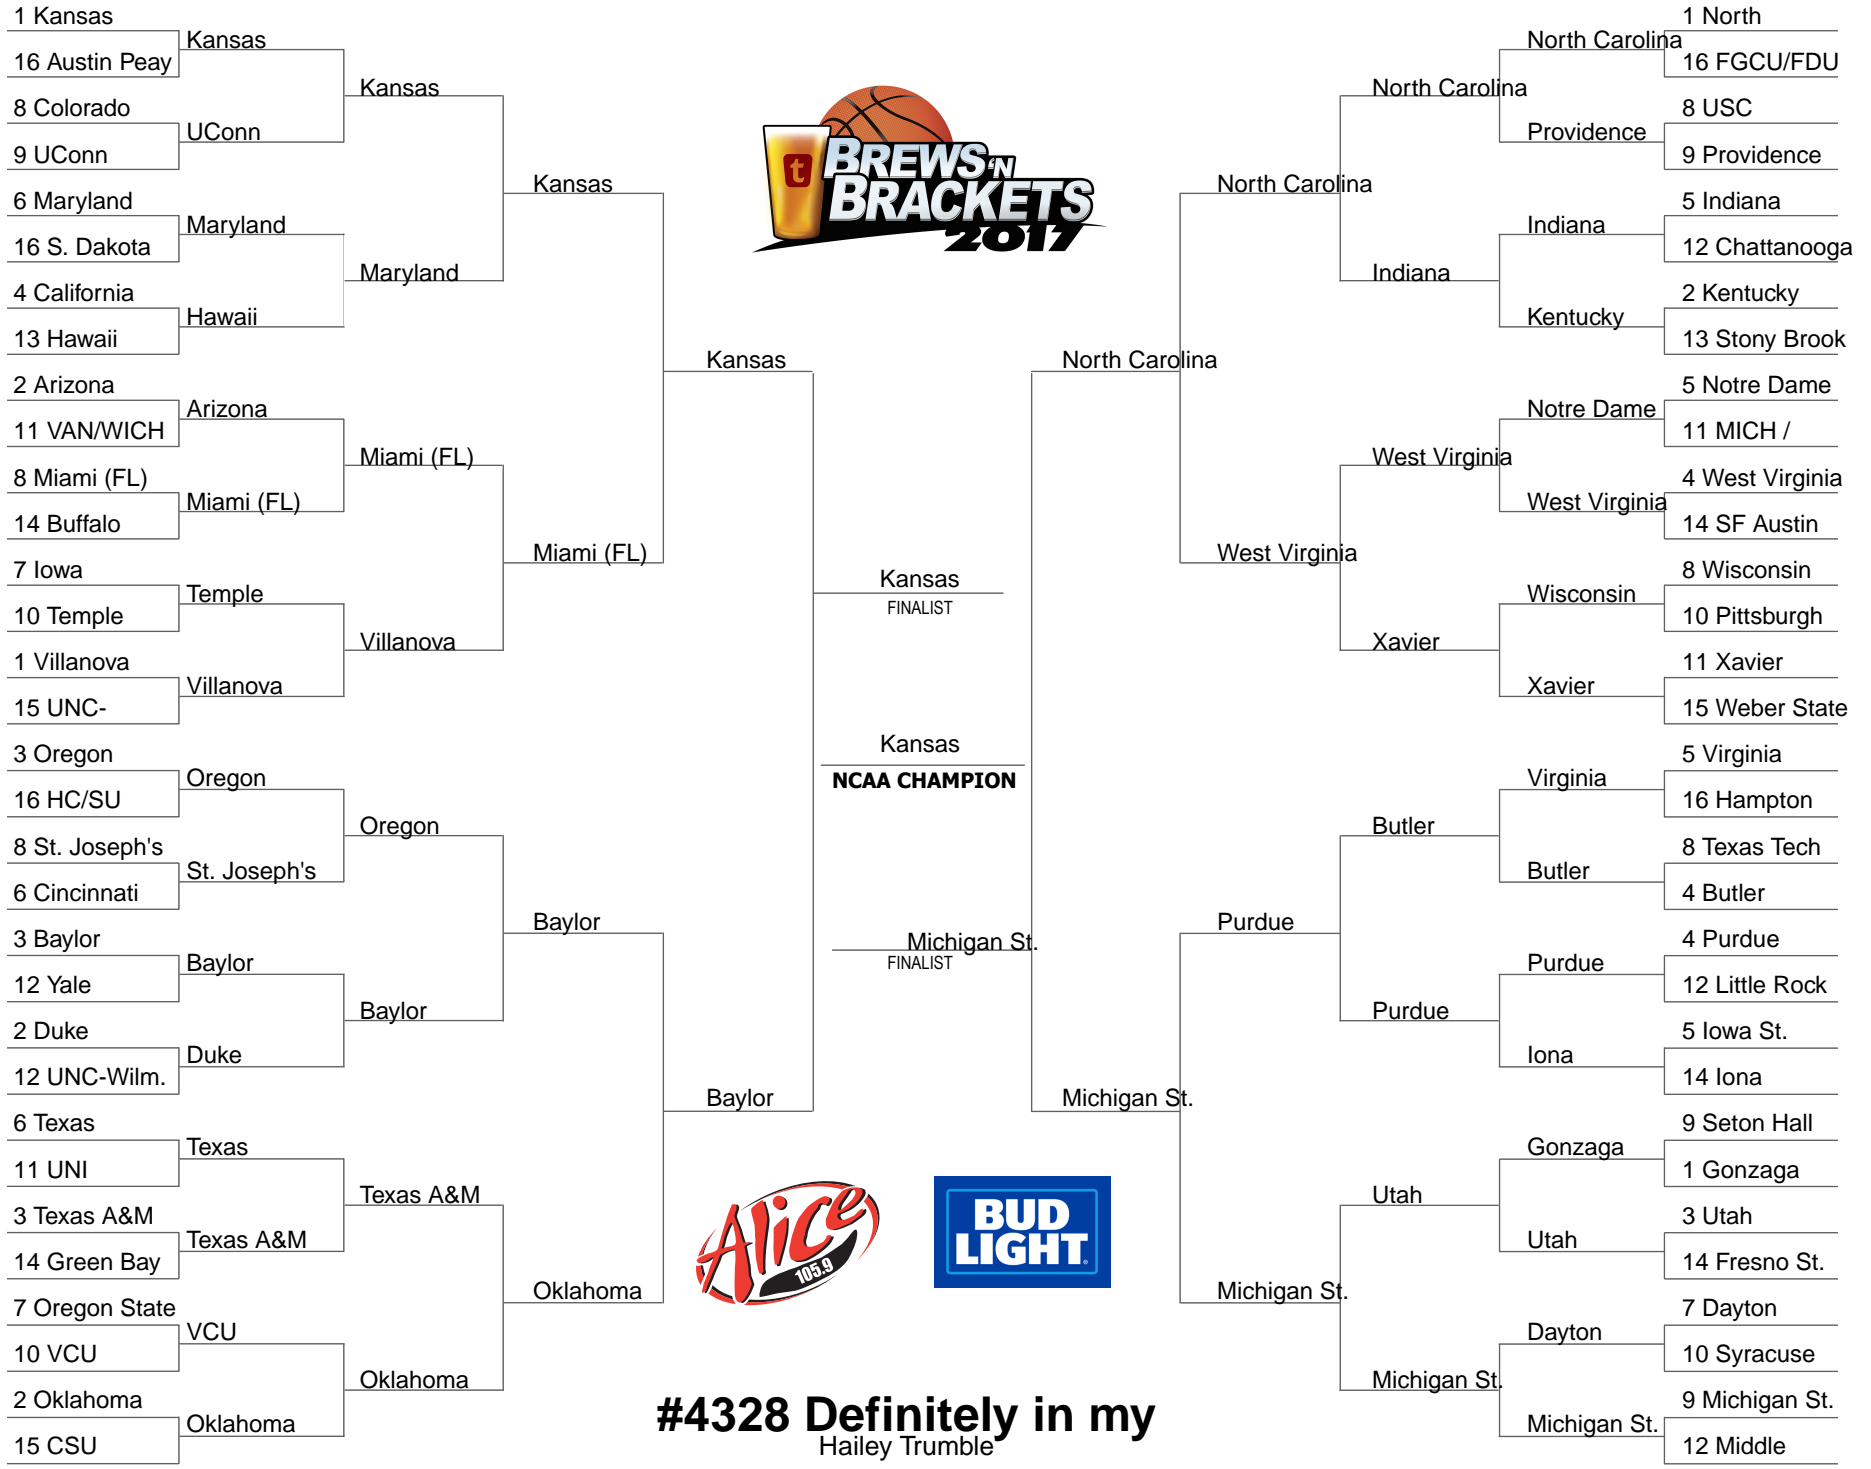 1 Kansas
16 Austin Peay
8 Colorado
9 UConn
6 Maryland
16 S. Dakota
4 California
13 Hawaii
2 Arizona
11 VAN/WICH
8 Miami (FL)
14 Buffalo
7 Iowa
10 Temple
1 Villanova
15 UNC-
3 Oregon
16 HC/SU
8 St. Joseph's
6 Cincinnati
3 Baylor
12 Yale
2 Duke
12 UNC-Wilm.
6 Texas
11 UNI
3 Texas A&M
14 Green Bay
7 Oregon State
10 VCU
2 Oklahoma
15 CSU
Kansas
UConn
Maryland
Hawaii
Arizona
Miami (FL)
Temple
Villanova
Oregon
St. Joseph's
Baylor
Duke
Texas
Texas A&M
VCU
Oklahoma
Kansas
Maryland
Miami (FL)
Villanova
Oregon
Baylor
Texas A&M
Oklahoma
Kansas
Miami (FL)
Baylor
Oklahoma
Kansas
Baylor
t
BREWS 'N
BRACKETS
2017
Kansas
FINALIST
Kansas
NCAA CHAMPION
Michigan St.
FINALIST
Alice
105.9
BUD
LIGHT
#4328 Definitely in my
Hailey Trumble
North Carolina
Michigan St.
North Carolina
West Virginia
Purdue
Michigan St.
North Carolina
Indiana
West Virginia
Xavier
Butler
Purdue
Utah
Michigan St.
North Carolina
Providence
Indiana
Kentucky
Notre Dame
West Virginia
Wisconsin
Xavier
Virginia
Butler
Purdue
Iona
Gonzaga
Utah
Dayton
Michigan St.
1 North
16 FGCU/FDU
8 USC
9 Providence
5 Indiana
12 Chattanooga
2 Kentucky
13 Stony Brook
5 Notre Dame
11 MICH /
4 West Virginia
14 SF Austin
8 Wisconsin
10 Pittsburgh
11 Xavier
15 Weber State
5 Virginia
16 Hampton
8 Texas Tech
4 Butler
4 Purdue
12 Little Rock
5 Iowa St.
14 Iona
9 Seton Hall
1 Gonzaga
3 Utah
14 Fresno St.
7 Dayton
10 Syracuse
9 Michigan St.
12 Middle